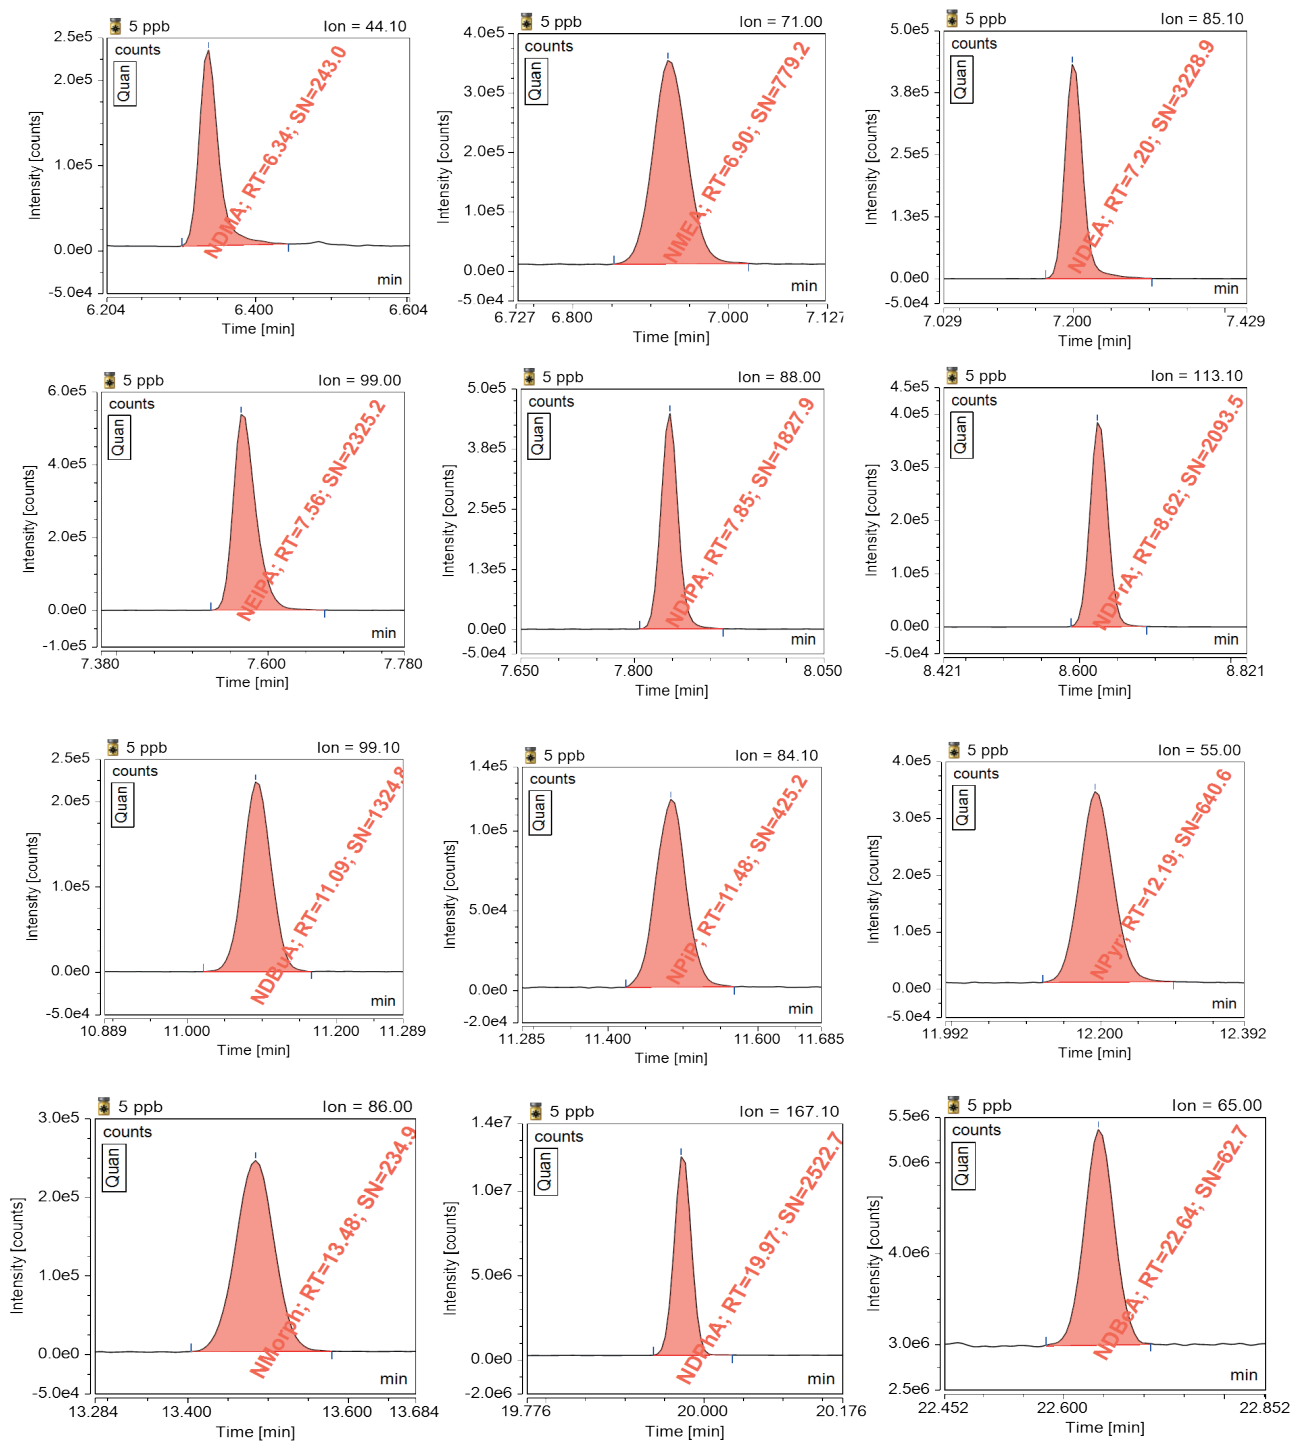 5 ppb
Ion = 44.10
2.5e5
2.0e5
1.0e5
0.0e0
-5.0e4
Intensity [counts]
counts
Quan
NDMA; RT=6.34; SN=243.0
min
6.204
6.400
6.604
Time [min]
5 ppb
Ion = 71.00
4.0e5
3.0e5
2.0e5
1.0e5
0.0e0
-5.0e4
Intensity [counts]
counts
Quan
NMEA; RT=6.90; SN=779.2
min
6.727
6.800
7.000
7.127
Time [min]
5 ppb
Ion = 85.10
5.0e5
3.8e5
2.5e5
1.3e5
0.0e0
-5.0e4
Intensity [counts]
counts
Quan
NDEA; RT=7.20; SN=3228.9
min
7.029
7.200
7.429
Time [min]
5 ppb
Ion = 99.00
6.0e5
4.0e5
2.0e5
0.0e0
-1.0e5
Intensity [counts]
counts
Quan
NEIPA; RT=7.56; SN=2325.2
min
7.380
7.600
7.780
Time [min]
5 ppb
Ion = 88.00
5.0e5
3.8e5
2.5e5
1.3e5
0.0e0
-5.0e4
Intensity [counts]
counts
Quan
NDIPA; RT=7.85; SN=1827.9
min
7.650
7.800
7.88.050
Time [min]
5 ppb
Ion = 113.10
4.5e5
4.0e5
3.0e5
2.0e5
1.0e5
0.0e0
-5.0e4
Intensity [counts]
counts
Quan
NDPrA; RT=8.62; SN=2093.5
min
8.421
8.600
8.821
Time [min]
5 ppb
Ion = 99.10
2.5e5
2.0e5
1.0e5
0.0e0
-5.0e4
Intensity [counts]
counts
Quan
NDBuA; RT=11.09; SN=1324.8
min
10.889
11.000
11.200
11.289
Time [min]
5 ppb
Ion = 84.10
1.4e5
1.0e5
5.0e4
0.0e0
-2.0e4
Intensity [counts]
counts
Quan
NPiP; RT=11.48; SN=425.2
min
11.285
11.400
11.600
11.685
Time [min]
5 ppb
Ion = 55.00
4.0e5
3.0e5
2.0e5
1.0e5
0.0e0
-5.0e4
Intensity [counts]
counts
Quan
NPyr; RT=12.19; SN=640.6
min
11.992
12.200
12.392
Time [min]
5 ppb
Ion = 86.00
3.0e5
2.0e5
1.0e5
0.0e0
-5.0e4
Intensity [counts]
counts
Quan
NMorph; RT=13.48; SN=234.9
min
13.284
13.400
13.600
13.684
Time [min]
5 ppb
Ion = 167.10
1.4e7
1.0e7
5.0e6
0.0e0
-2.0e6
Intensity [counts]
counts
Quan
NDPhA; RT=19.97; SN=2522.7
min
19.776
20.000
20.176
Time [min]
5 ppb
Ion = 65.00
5.5e6
5.0e6
4.0e6
3.0e6
2.5e6
Intensity [counts]
counts
Quan
NDBeA; RT=22.64; SN=62.7
min
22.452
22.600
22.852
Time [min]